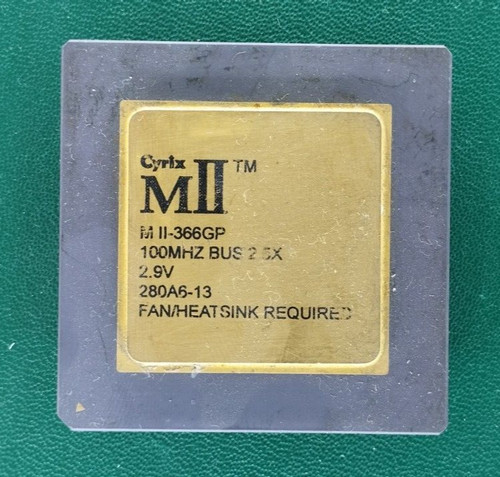 Cyrix
MII™
M II-366GP
100MHZ BUS 2.5X
2.9V
280A6-13
FAN/HEATSINK REQUIRED